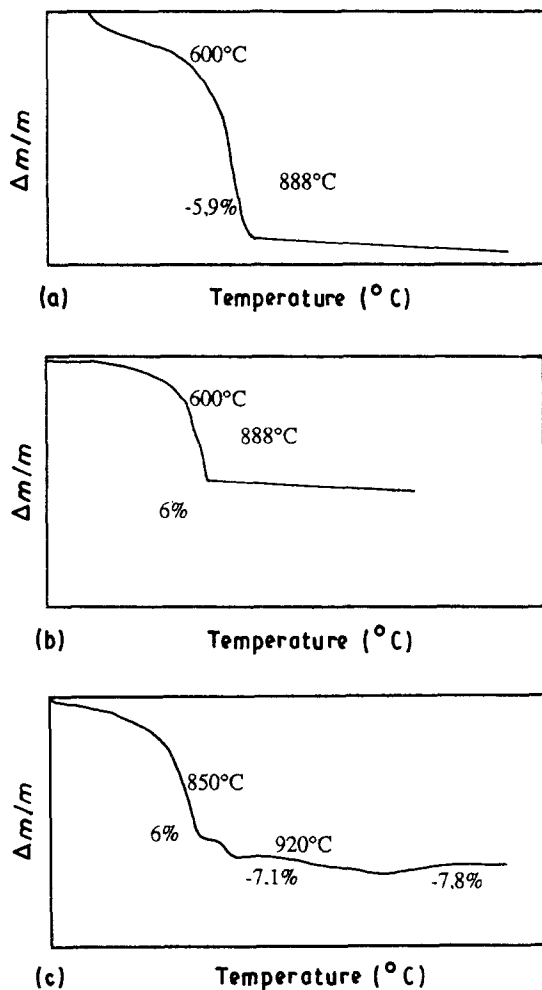 600°C
Δm/m
888°C
-5.9%
(a) Temperature (°C)
600°C
888°C
Δm/m
6%
(b) Temperature (°C)
850°C
Δm/m
6%
920°C
-7.1%
-7.8%
(c) Temperature (°C)